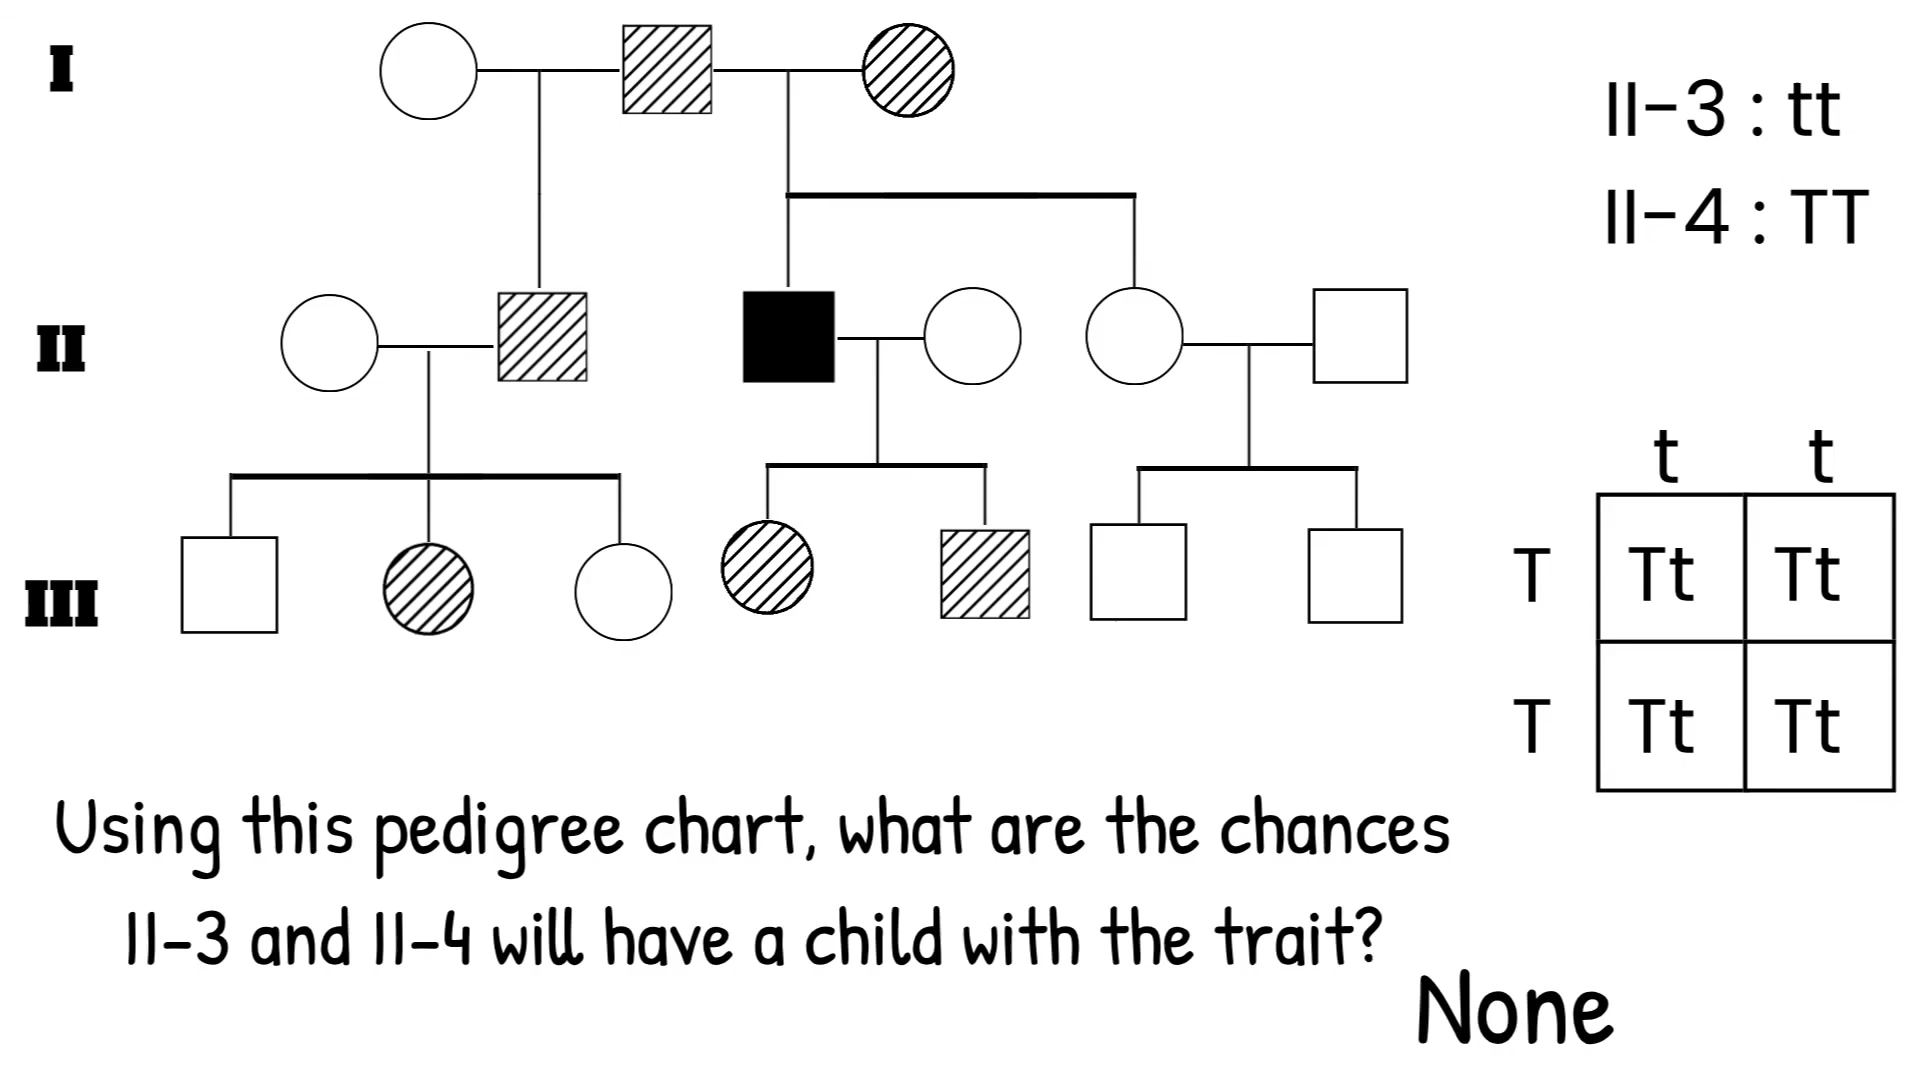 I
II
III
II-3 : tt
II-4 : TT
t t
T Tt Tt
T Tt Tt
Using this pedigree chart, what are the chances
II-3 and II-4 will have a child with the trait?
None